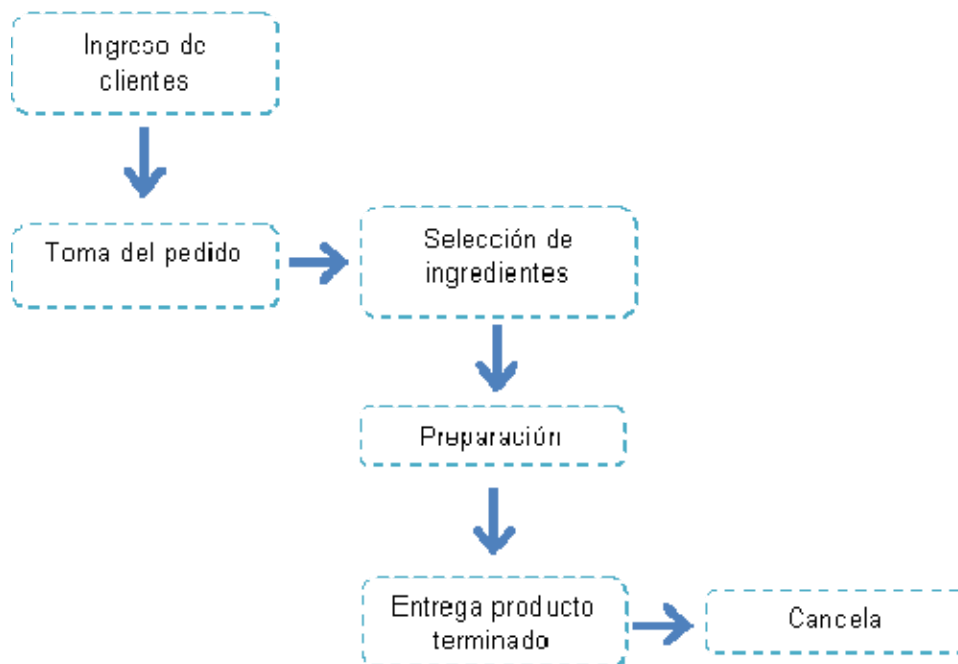 Ingreso de
clientes
Toma del pedido
Selección de
ingredientes
Preparación
Entrega producto
terminado
Cancela